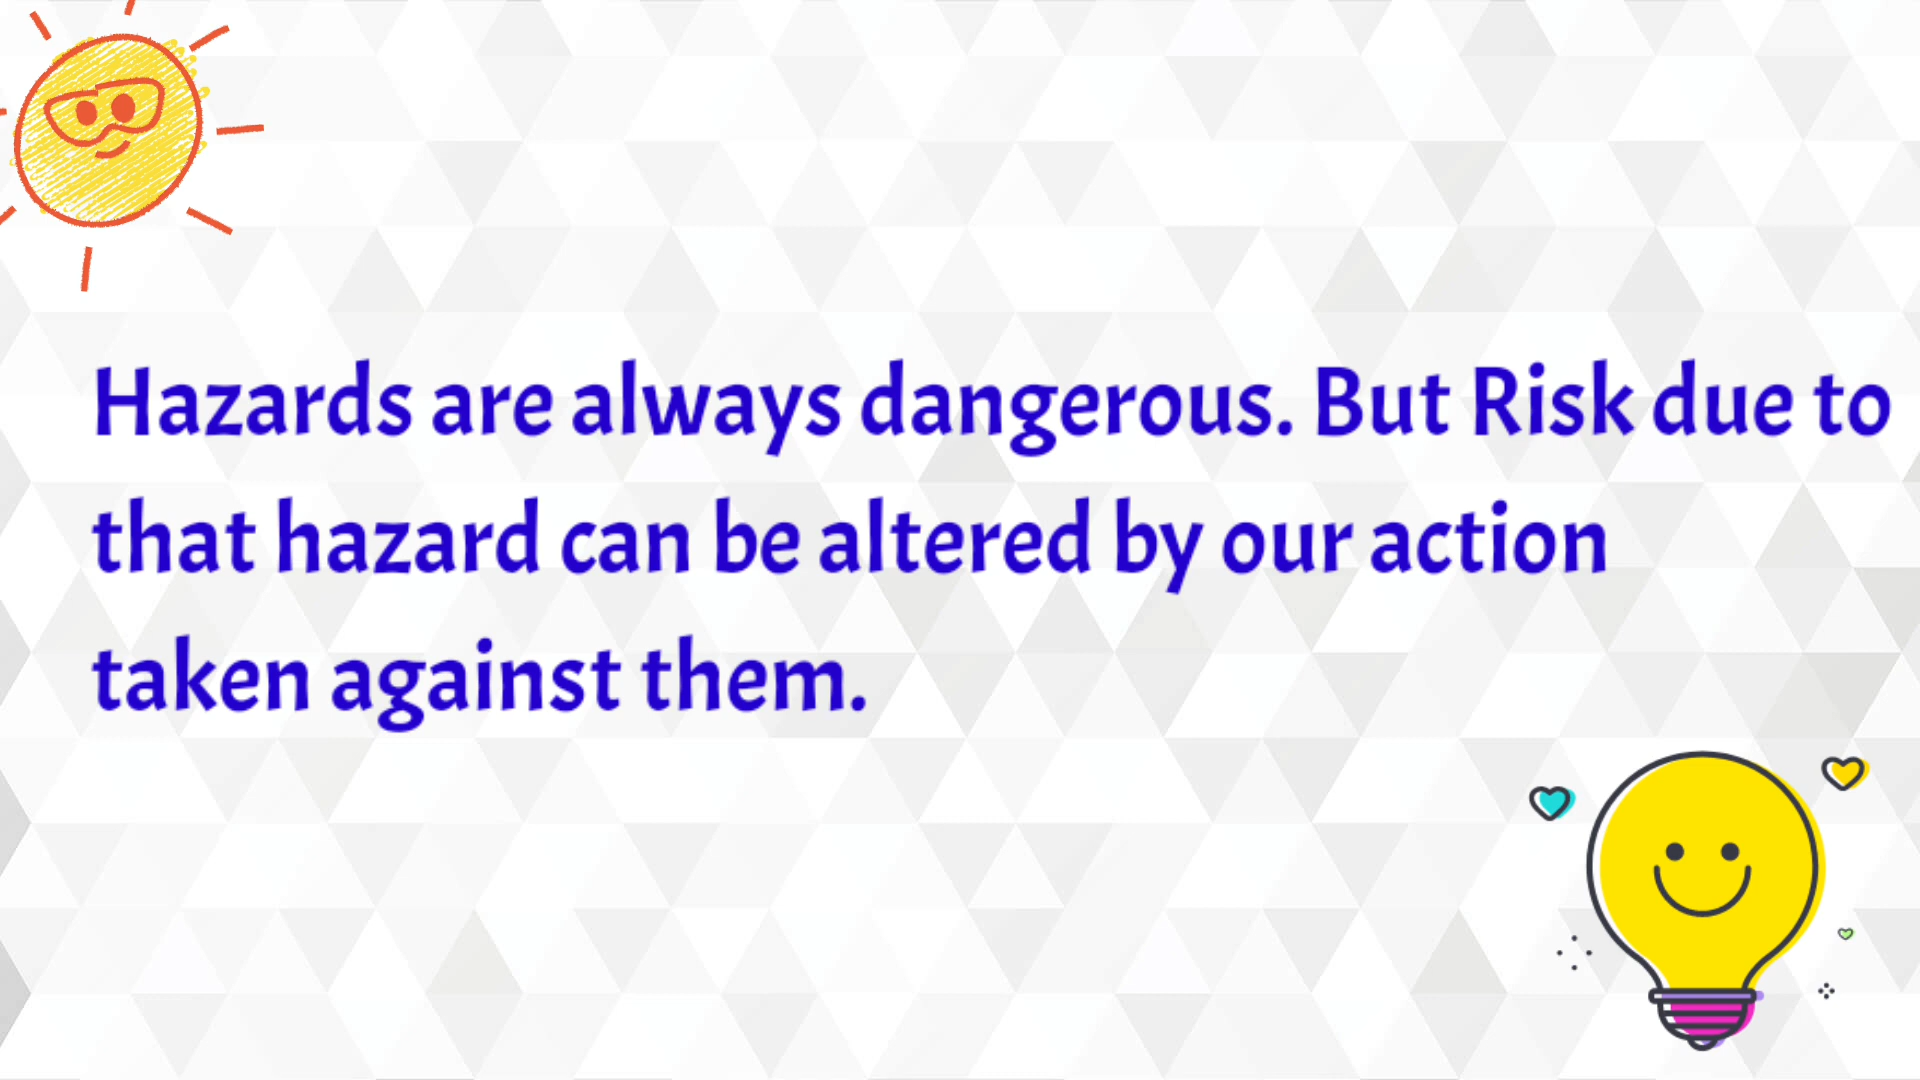 Hazards are always dangerous. But Risk due to
that hazard can be altered by our action
taken against them.